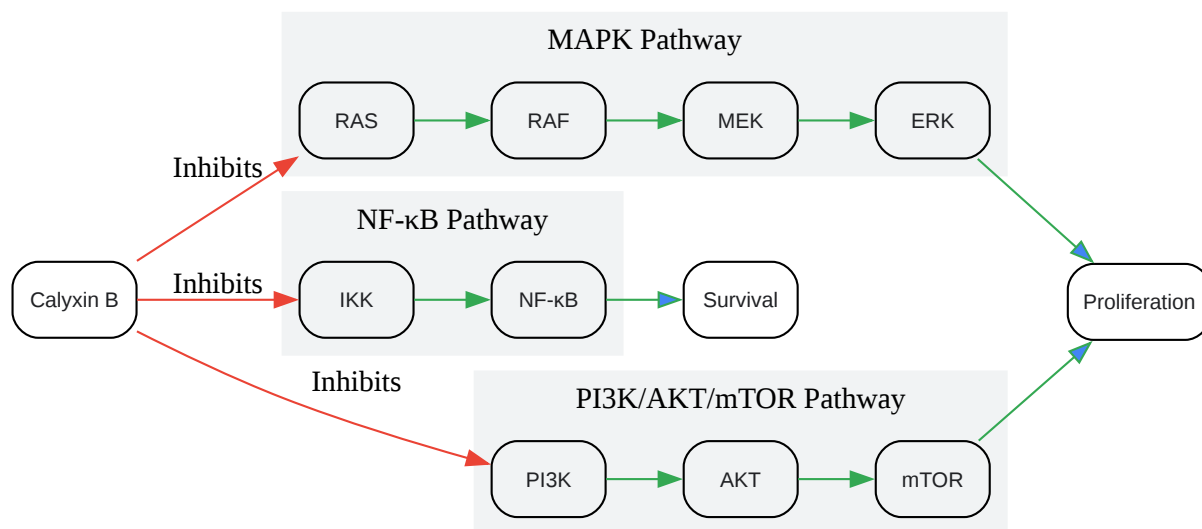 MAPK Pathway
RAS
RAF
MEK
ERK
Inhibits
NF-κB Pathway
Calyxin B
Inhibits
IKK
NF-κB
Survival
Proliferation
Inhibits
PI3K/AKT/mTOR Pathway
PI3K
AKT
mTOR